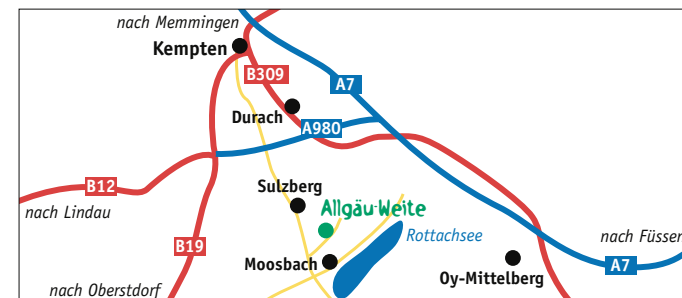 nach Memmingen
Kempten
B309
A7
Durach
A980
B12
Sulzberg
nach Lindau
Allgäu-Weite
B19
Rottachsee
nach Füssen
Moosbach
A7
Oy-Mittelberg
nach Oberstdorf